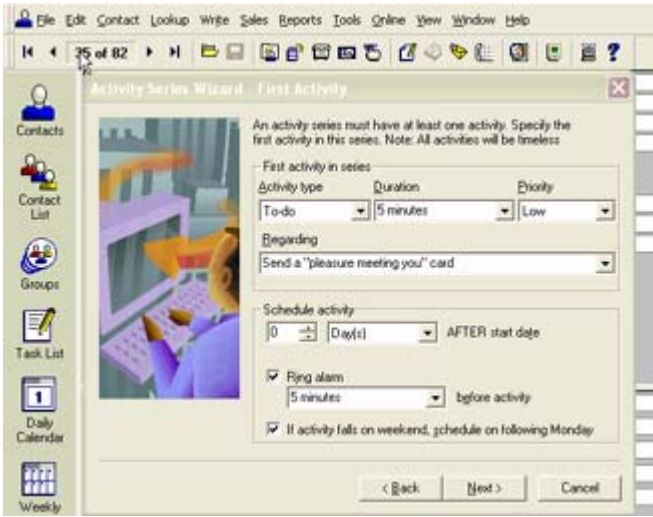 File Edit Contact Lookup Write Sales Reports Tools Online View Window Help
35 of 82
Activity Series Wizard - First Activity
Contacts
Contact
List
Groups
Task List
1
Daily
Calendar
Weekly
An activity series must have at least one activity. Specify the
first activity in this series. Note: All activities will be timeless
First activity in series
Activity type Duration Priority
To-do 5 minutes Low
Regarding
Send a "pleasure meeting you" card
Schedule activity
0 Day(s) AFTER start date
Ring alarm
5 minutes before activity
If activity falls on weekend, schedule on following Monday
< Back Next > Cancel